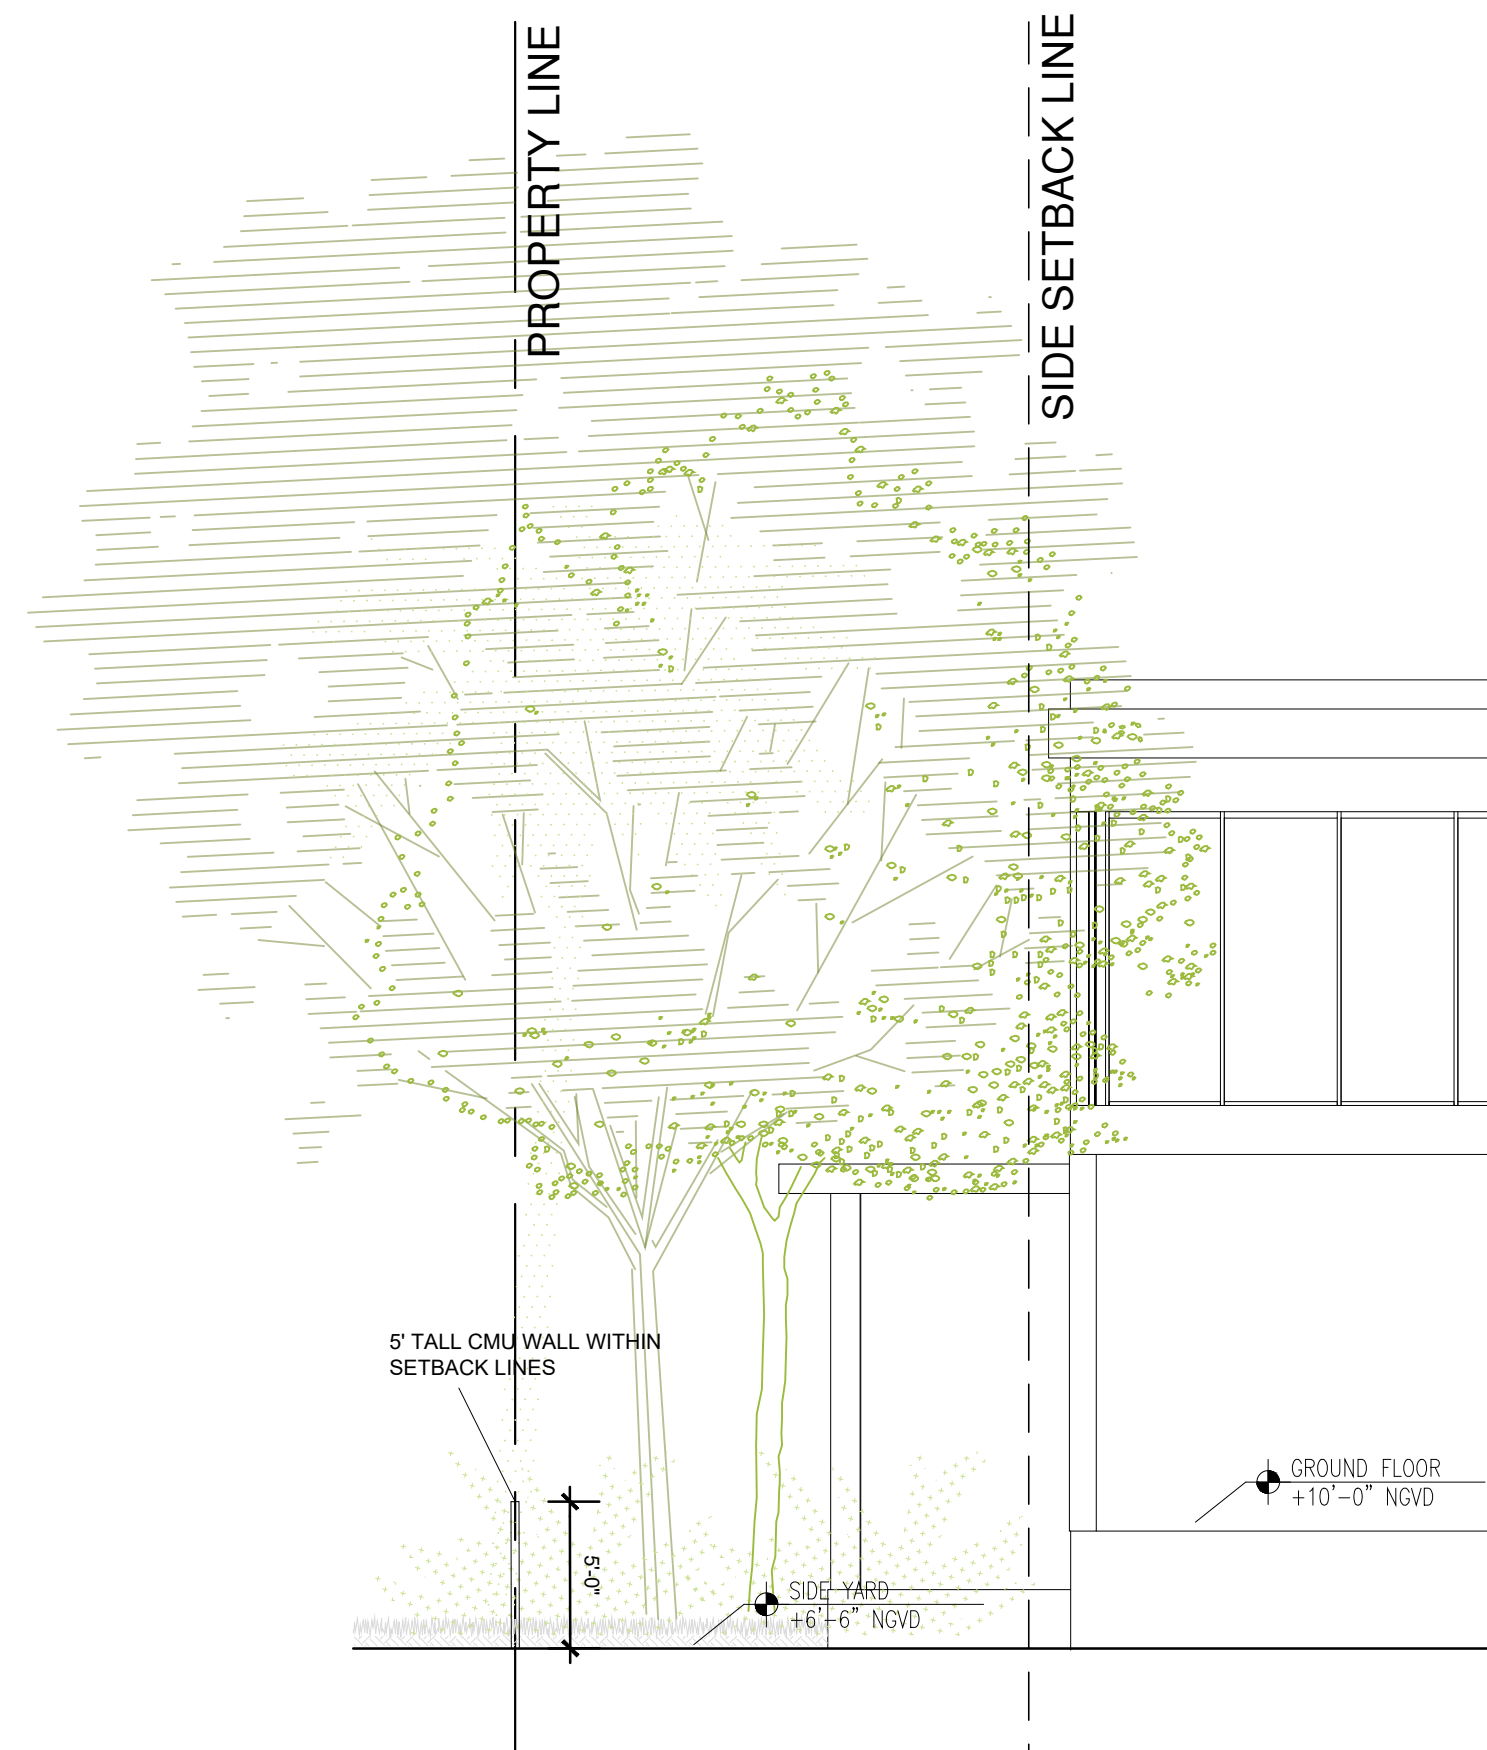 PROPERTY LINE
SIDE SETBACK LINE
5' TALL CMU WALL WITHIN
SETBACK LINES
5'-0"
GROUND FLOOR
+10'-0" NGVD
SIDE YARD
+6'-6" NGVD